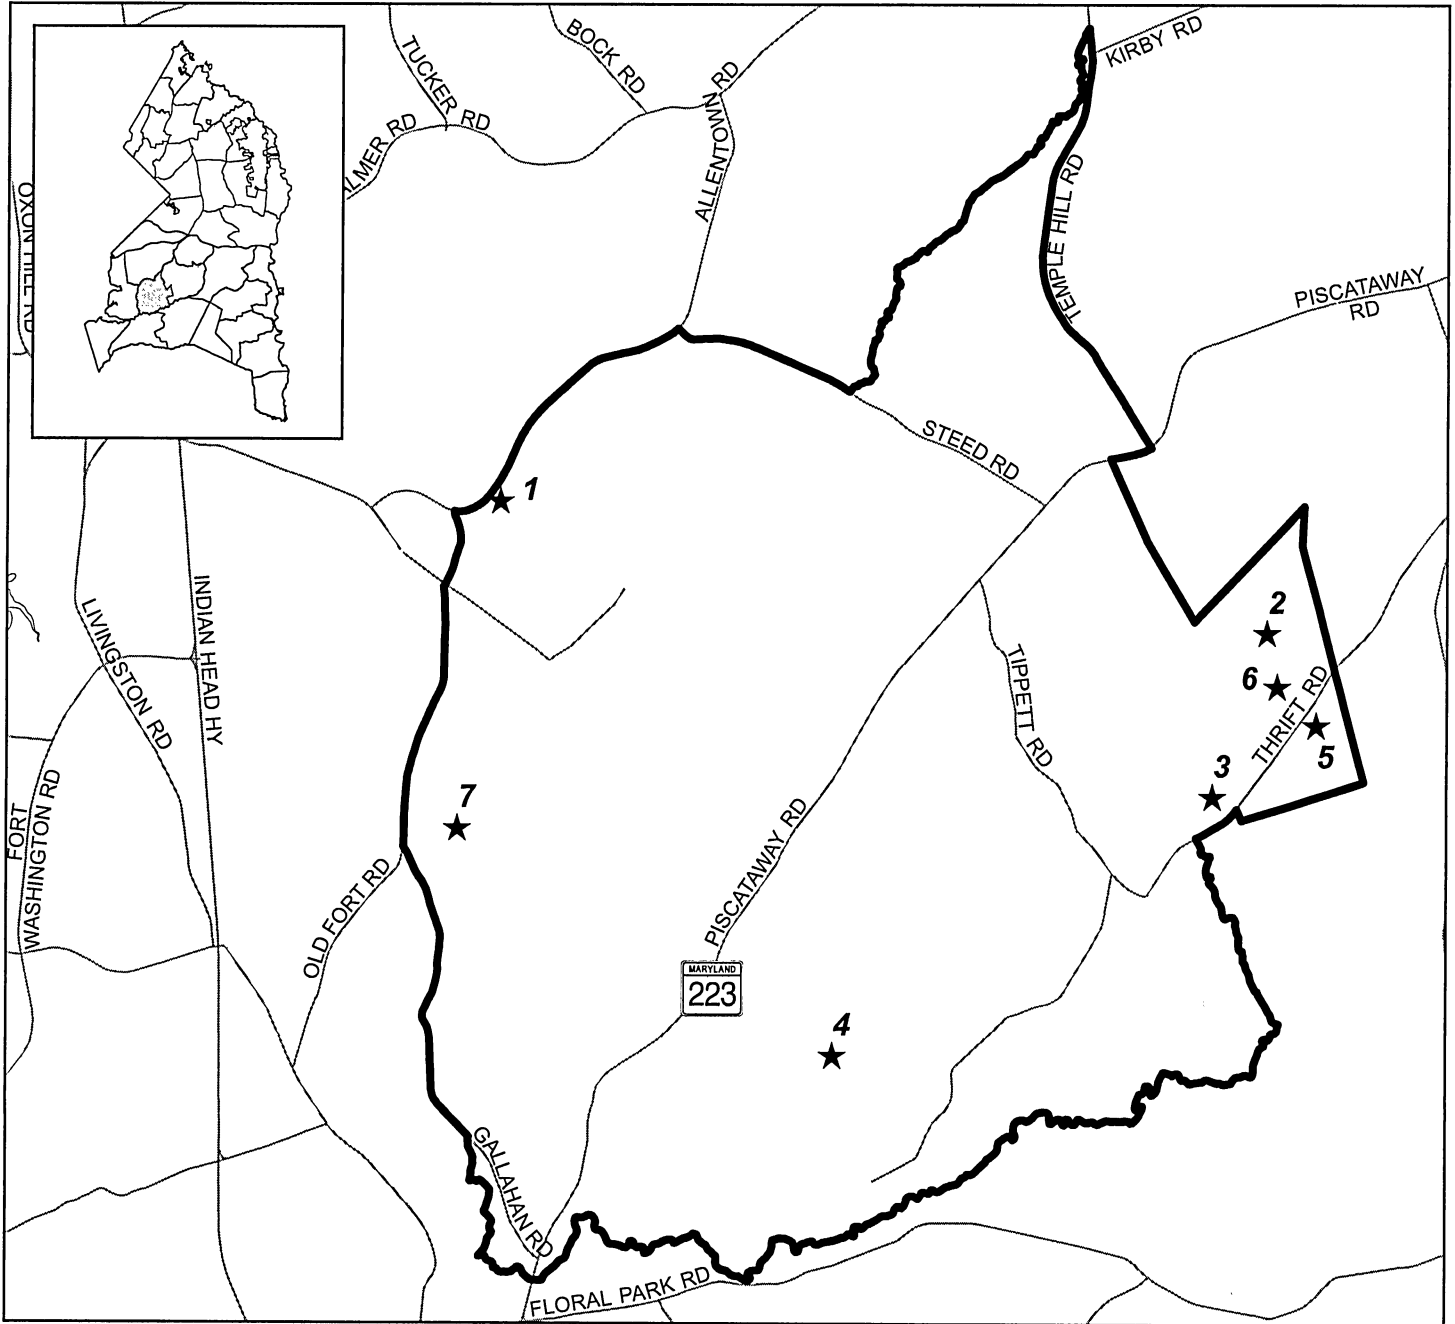 TUCKER RD
BOCK RD
ALLENTOWN RD
KIRBY RD
ALMER RD
OXON HILL RD
TEMPLE HILL RD
PISCATAWAY
RD
STEED RD
1
2
6
THRIFT RD
5
3
TIPPETT RD
LIVINGSTON RD
INDIAN HEAD HY
7
FORT
WASHINGTON RD
OLD FORT RD
PISCATAWAY RD
MARYLAND
223
4
GALLAHAN RD
FLORAL PARK RD